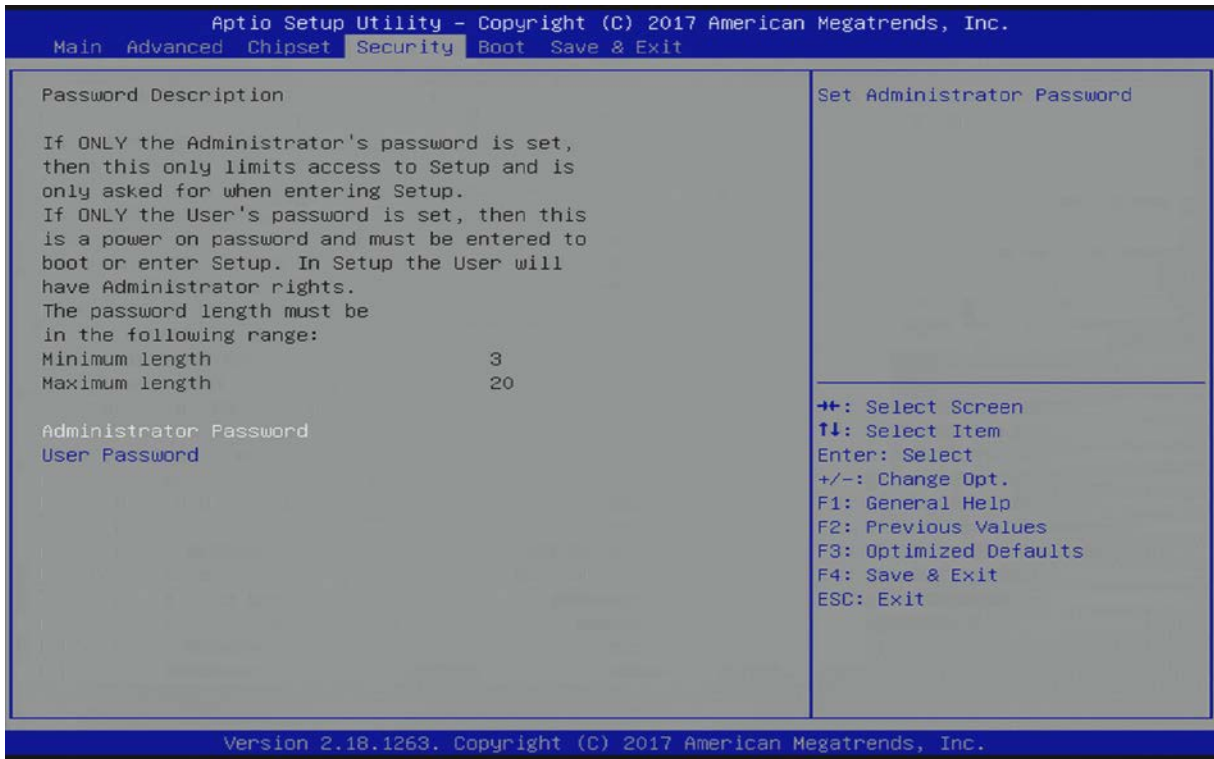 Aptio Setup Utility – Copyright (C) 2017 American Megatrends, Inc.
Main Advanced Chipset Security Boot Save & Exit
Password Description
If ONLY the Administrator's password is set,
then this only limits access to Setup and is
only asked for when entering Setup.
If ONLY the User's password is set, then this
is a power on password and must be entered to
boot or enter Setup. In Setup the User will
have Administrator rights.
The password length must be
in the following range:
Minimum length 3
Maximum length 20
Administrator Password
User Password
Set Administrator Password
→←: Select Screen
↑↓: Select Item
Enter: Select
+/-: Change Opt.
F1: General Help
F2: Previous Values
F3: Optimized Defaults
F4: Save & Exit
ESC: Exit
Version 2.18.1263. Copyright (C) 2017 American Megatrends, Inc.